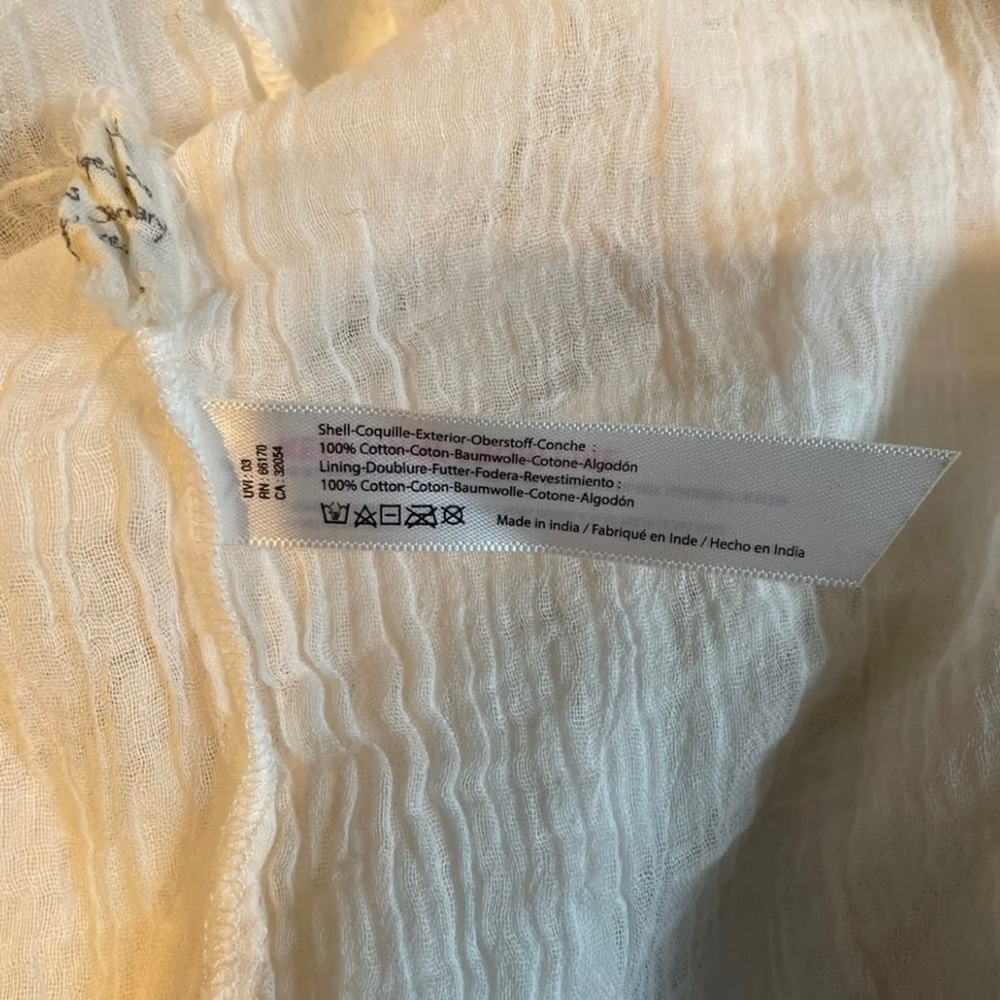 UVI : 03
RN : 66170
CA : 32054
Shell-Coquille-Exterior-Oberstoff-Conche :
100% Cotton-Coton-Baumwolle-Cotone-Algodón
Lining-Doublure-Futter-Fodera-Revestimiento :
100% Cotton-Coton-Baumwolle-Cotone-Algodón
Made in india / Fabriqué en Inde / Hecho en India